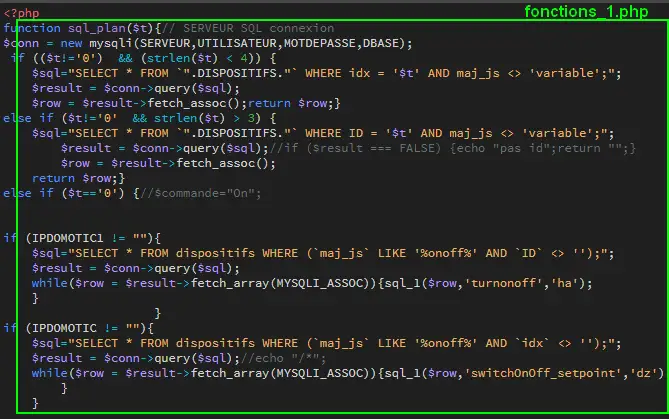 fonctions_1.php
<?php
function sql_plan($t){// SERVEUR SQL connexion
$conn = new mysqli(SERVEUR,UTILISATEUR,MOTDEPASSE,DBASE);
if (($t!='0')  && (strlen($t) < 4)) {
$sql="SELECT * FROM `".DISPOSITIFS."` WHERE idx = '$t' AND maj_js <> 'variable';";
$result = $conn->query($sql);
$row = $result->fetch_assoc();return $row;}
else if ($t!='0'  && strlen($t) > 3) {
$sql="SELECT * FROM `".DISPOSITIFS."` WHERE ID = '$t' AND maj_js <> 'variable';";
$result = $conn->query($sql);//if ($result === FALSE) {echo "pas id";return "";}
$row = $result->fetch_assoc();
return $row;}
else if ($t=='0') {//$commande="On";
if (IPDOMOTIC1 != ""){
$sql="SELECT * FROM dispositifs WHERE (`maj_js` LIKE '%onoff%' AND `ID` <> '');";
$result = $conn->query($sql);
while($row = $result->fetch_array(MYSQLI_ASSOC)){sql_1($row,'turnonoff','ha');
}
}
if (IPDOMOTIC != ""){
$sql="SELECT * FROM dispositifs WHERE (`maj_js` LIKE '%onoff%' AND `idx` <> '');";
$result = $conn->query($sql);//echo "/*";
while($row = $result->fetch_array(MYSQLI_ASSOC)){sql_1($row,'switchOnOff_setpoint','dz')
}
}